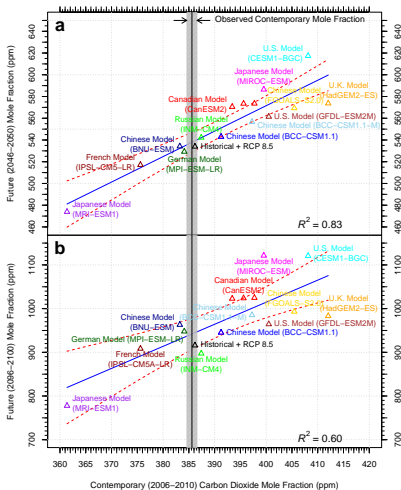 Observed Contemporary Mole Fraction
a
U.S. Model
(CESM1−BGC)
Japanese Model
(MIROC−ESM)
Canadian Model
(CanESM2)
U.K. Model
(HadGEM2−ES)
Russian Model
U.S. Model (GFDL−ESM2M)
Chinese Model (BCC−CSM1.1−M)
Chinese Model (BCC−CSM1.1)
Chinese Model
(BNU−ESM)
Historical + RCP 8.5
French Model
(IPSL−CM5−LR)
German Model
(MPI−ESM−LR)
Japanese Model
(MRI−ESM1)
R² = 0.83
Future (2046−2050) Mole Fraction (ppm)
460 480 500 520 540 560 580 600 620 640
b
U.S. Model
(CESM1−BGC)
Japanese Model
(MIROC−ESM)
Canadian Model
(CanESM2)
Chinese Model
U.K. Model
(HadGEM2−ES)
Chinese Model
(BNU−ESM)
U.S. Model (GFDL−ESM2M)
Chinese Model (BCC−CSM1.1)
German Model (MPI−ESM−LR)
Historical + RCP 8.5
French Model
(IPSL−CM5A−LR)
Russian Model
(INM−CM4)
Japanese Model
(MRI−ESM1)
R² = 0.60
Future (2096−2100) Mole Fraction (ppm)
700 800 900 1000 1100
360 365 370 375 380 385 390 395 400 405 410 415 420
Contemporary (2006−2010) Carbon Dioxide Mole Fraction (ppm)